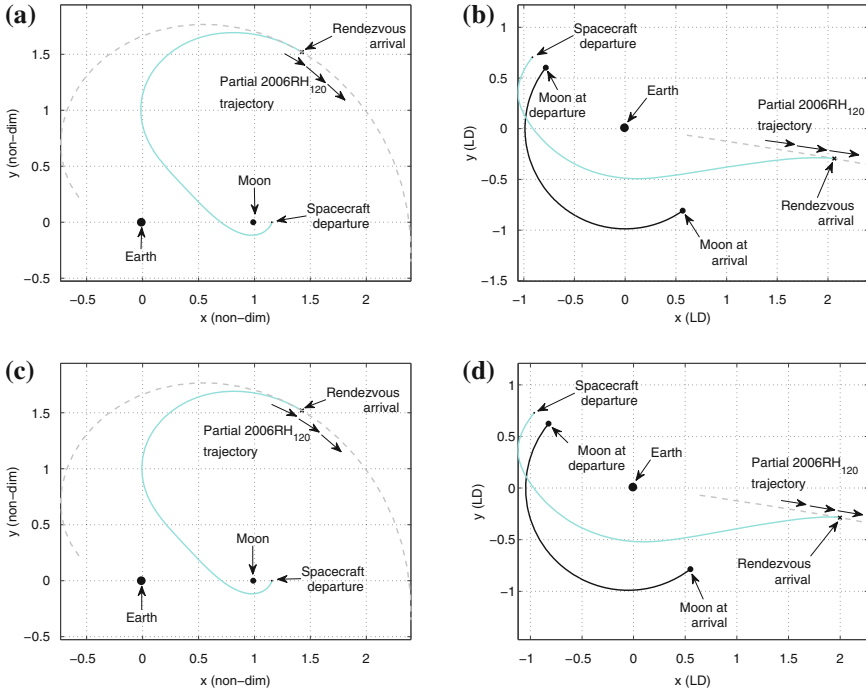 (a)
y (non-dim)
1.5
1
0.5
0
−0.5
−0.5
0
0.5
1
1.5
2
x (non-dim)
Rendezvous
arrival
Partial 2006RH120
trajectory
Moon
Spacecraft
departure
Earth
(b)
y (LD)
1
0.5
0
−0.5
−1
−1.5
−1
−0.5
0
0.5
1
1.5
2
x (LD)
Spacecraft
departure
Moon at
departure
Earth
Partial 2006RH120
trajectory
Rendezvous
arrival
Moon at
arrival
(c)
y (non-dim)
1.5
1
0.5
0
−0.5
−0.5
0
0.5
1
1.5
2
x (non-dim)
Rendezvous
arrival
Partial 2006RH120
trajectory
Moon
Spacecraft
departure
Earth
(d)
y (LD)
1
0.5
0
−0.5
−1
−1
−0.5
0
0.5
1
1.5
2
x (LD)
Spacecraft
departure
Moon at
departure
Earth
Partial 2006RH120
trajectory
Rendezvous
arrival
Moon at
arrival